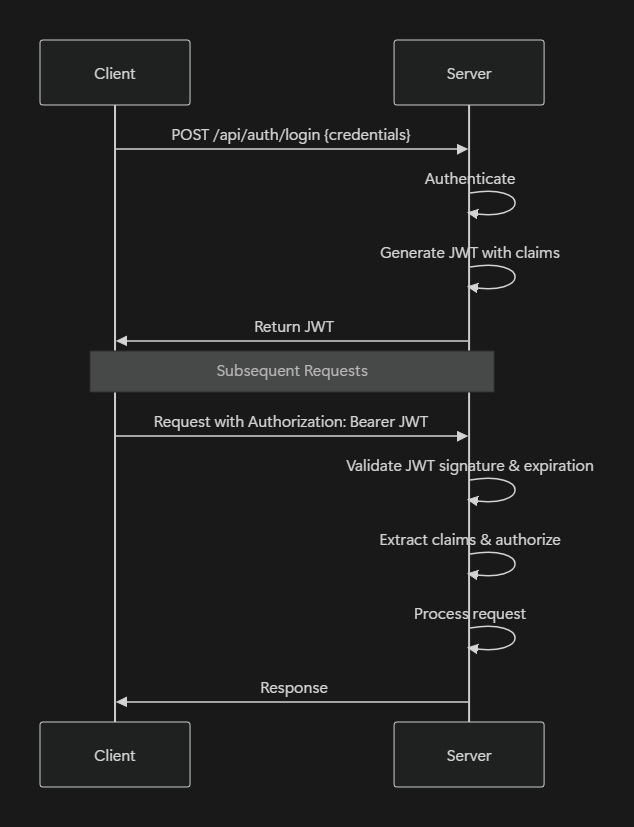 Client
Server
POST /api/auth/login {credentials}
Authenticate
Generate JWT with claims
Return JWT
Subsequent Requests
Request with Authorization: Bearer JWT
Validate JWT signature & expiration
Extract claims & authorize
Process request
Response
Client
Server